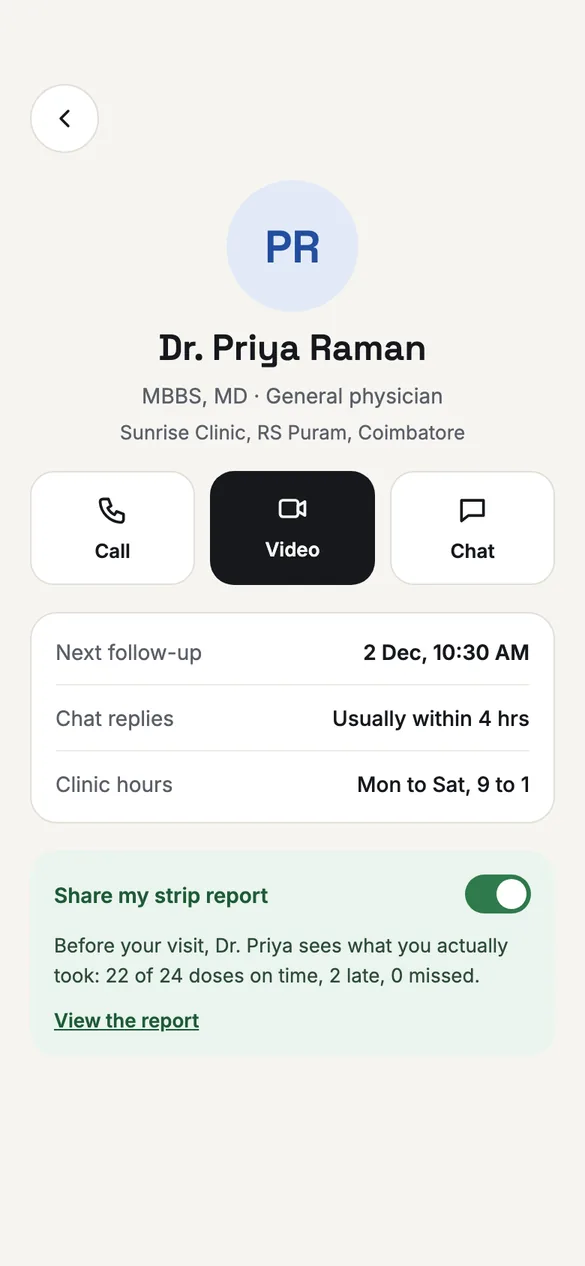 PR
Dr. Priya Raman
MBBS, MD · General physician
Sunrise Clinic, RS Puram, Coimbatore
Call
Video
Chat
Next follow-up 2 Dec, 10:30 AM
Chat replies Usually within 4 hrs
Clinic hours Mon to Sat, 9 to 1
Share my strip report
Before your visit, Dr. Priya sees what you actually
took: 22 of 24 doses on time, 2 late, 0 missed.
View the report